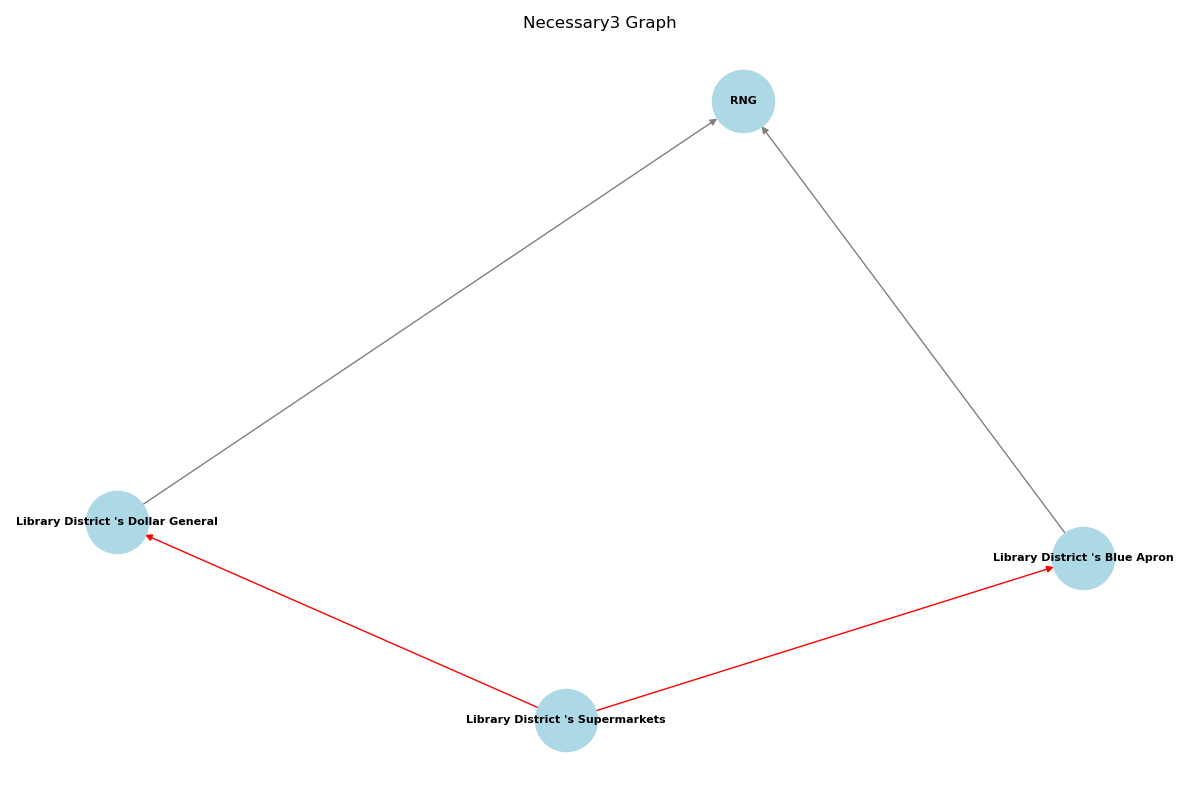 Necessary3 Graph
RNG
Library District 's Dollar General
Library District 's Blue Apron
Library District 's Supermarkets